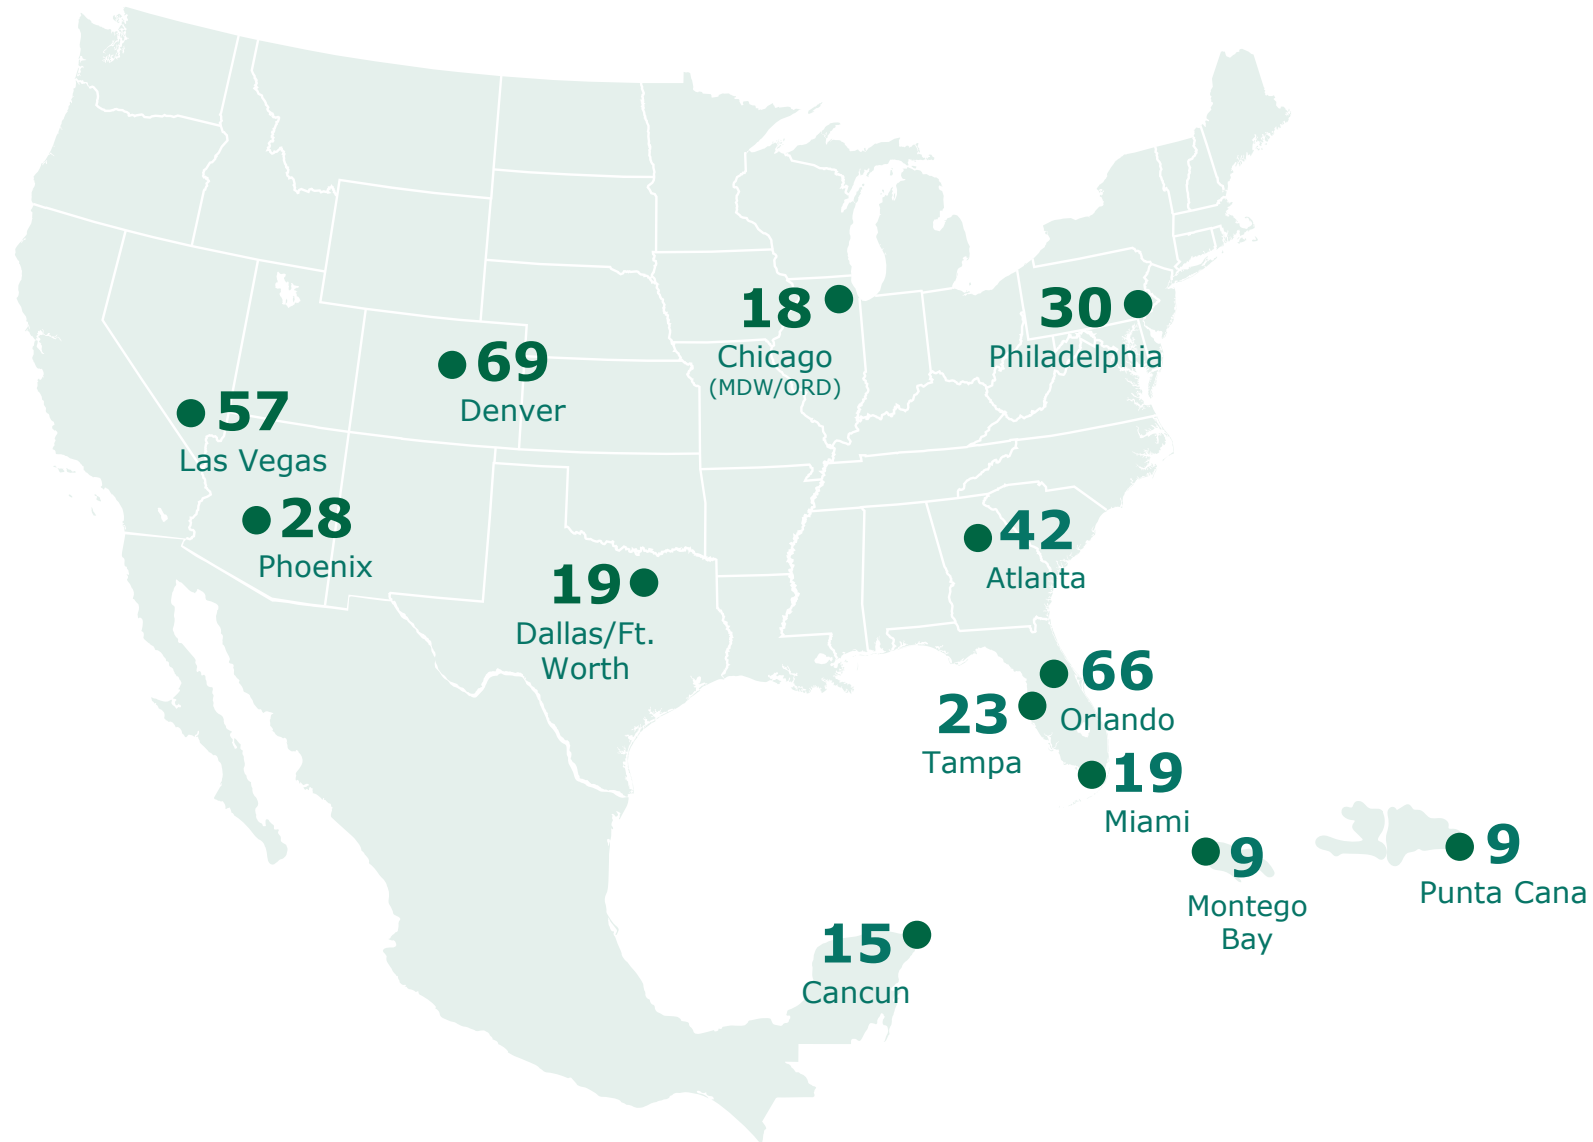 18
Chicago
(MDW/ORD)
30
Philadelphia
69
Denver
57
Las Vegas
28
Phoenix
42
Atlanta
19
Dallas/Ft.
Worth
66
Orlando
23
Tampa
19
Miami
9
Montego
Bay
9
Punta Cana
15
Cancun